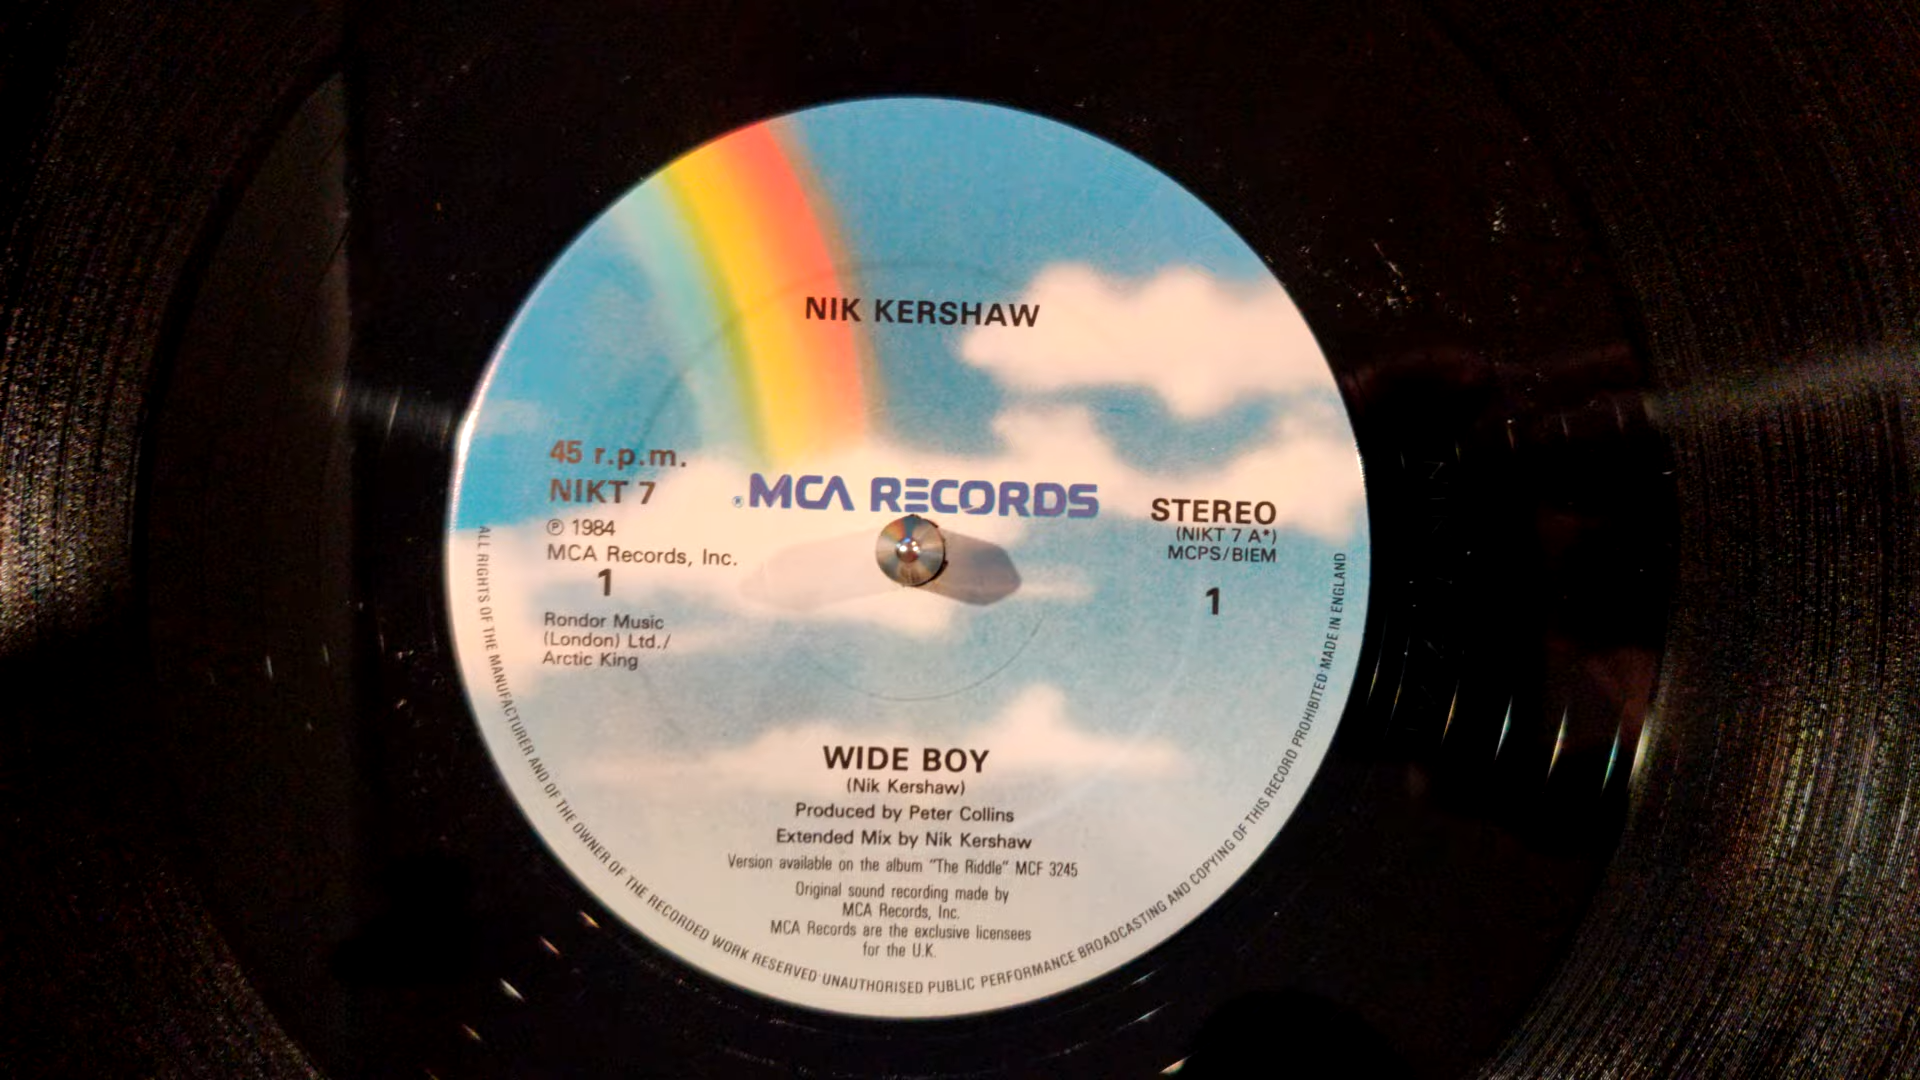 NIK KERSHAW
45 r.p.m.
NIKT 7
℗ 1984
MCA Records, Inc.
1
Rondor Music
(London) Ltd./
Arctic King
® MCA RECORDS
STEREO
(NIKT 7 A*)
MCPS/BIEM
1
WIDE BOY
(Nik Kershaw)
Produced by Peter Collins
Extended Mix by Nik Kershaw
Version available on the album "The Riddle" MCF 3245
Original sound recording made by
MCA Records, Inc.
MCA Records are the exclusive licensees
for the U.K.
ALL RIGHTS OF THE MANUFACTURER AND OF THE OWNER OF THE RECORDED WORK RESERVED·UNAUTHORISED PUBLIC PERFORMANCE BROADCASTING AND COPYING OF THIS RECORD PROHIBITED·MADE IN ENGLAND